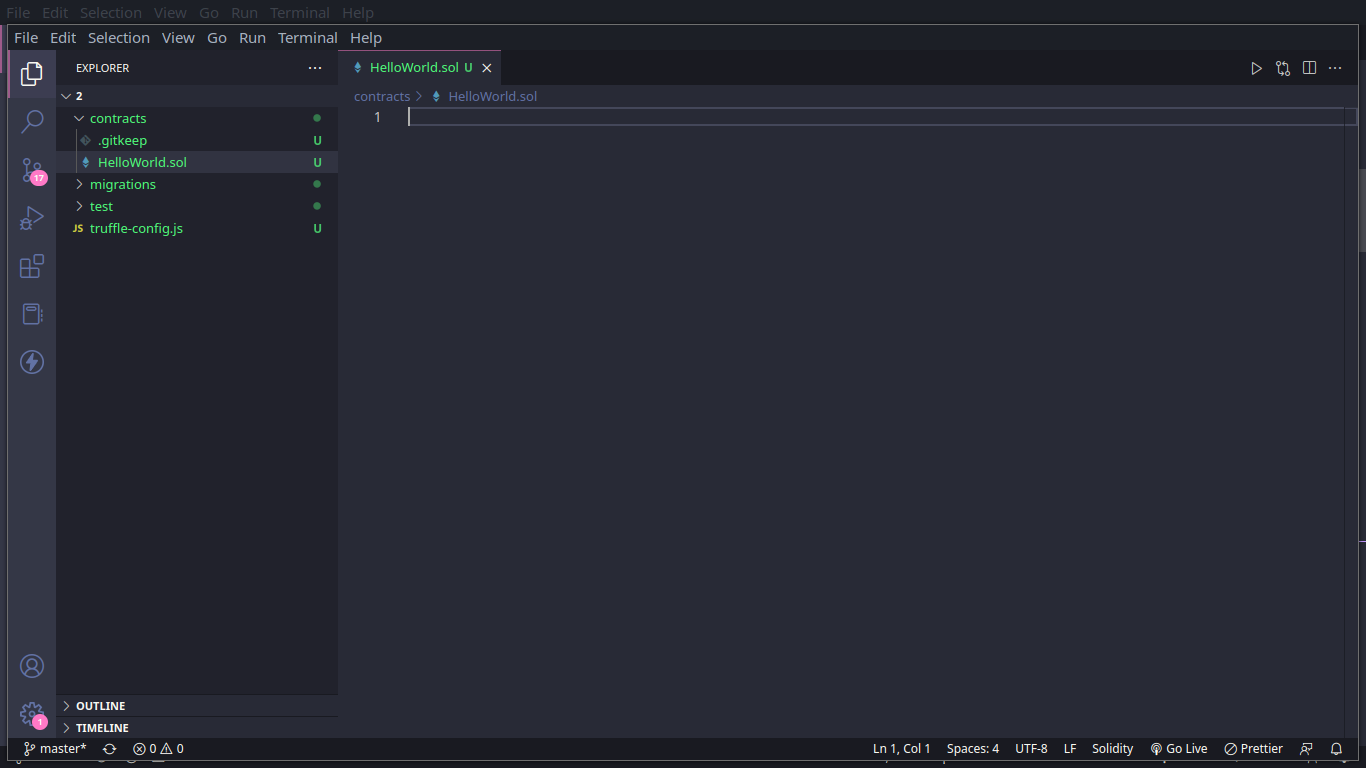 File Edit Selection View Go Run Terminal Help
File Edit Selection View Go Run Terminal Help
EXPLORER
2
contracts
.gitkeep U
HelloWorld.sol U
migrations
test
JS truffle-config.js U
OUTLINE
TIMELINE
17
1
HelloWorld.sol U
contracts > HelloWorld.sol
1
master* 0 0 Ln 1, Col 1 Spaces: 4 UTF-8 LF Solidity Go Live Prettier